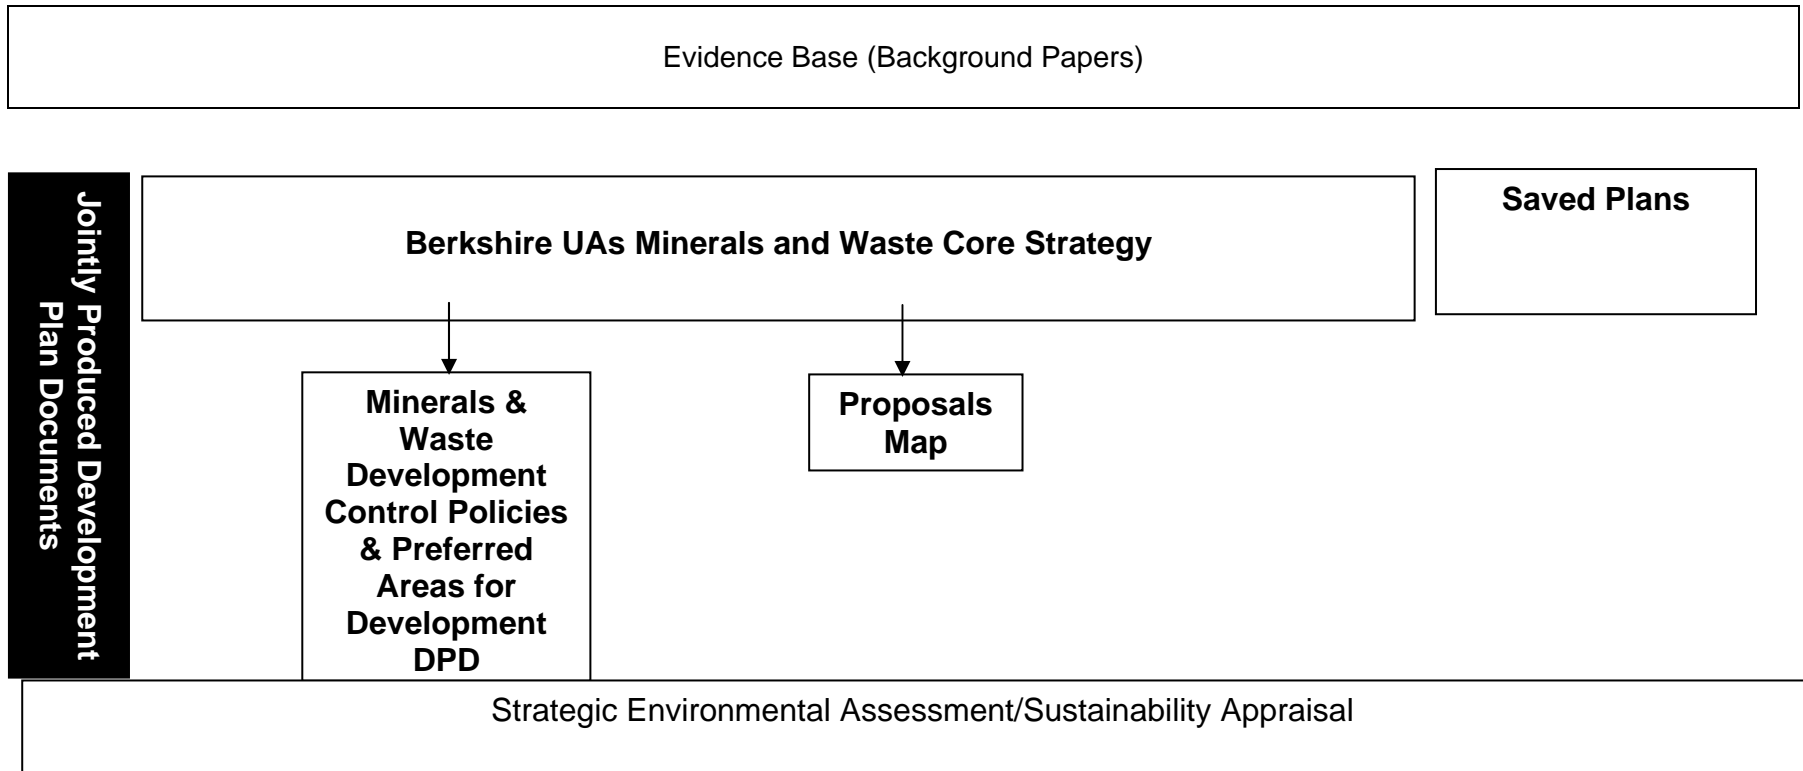 Evidence Base (Background Papers)
Jointly Produced Development
Plan Documents
Berkshire UAs Minerals and Waste Core Strategy
Saved Plans
Minerals &
Waste
Development
Control Policies
& Preferred
Areas for
Development
DPD
Proposals
Map
Strategic Environmental Assessment/Sustainability Appraisal